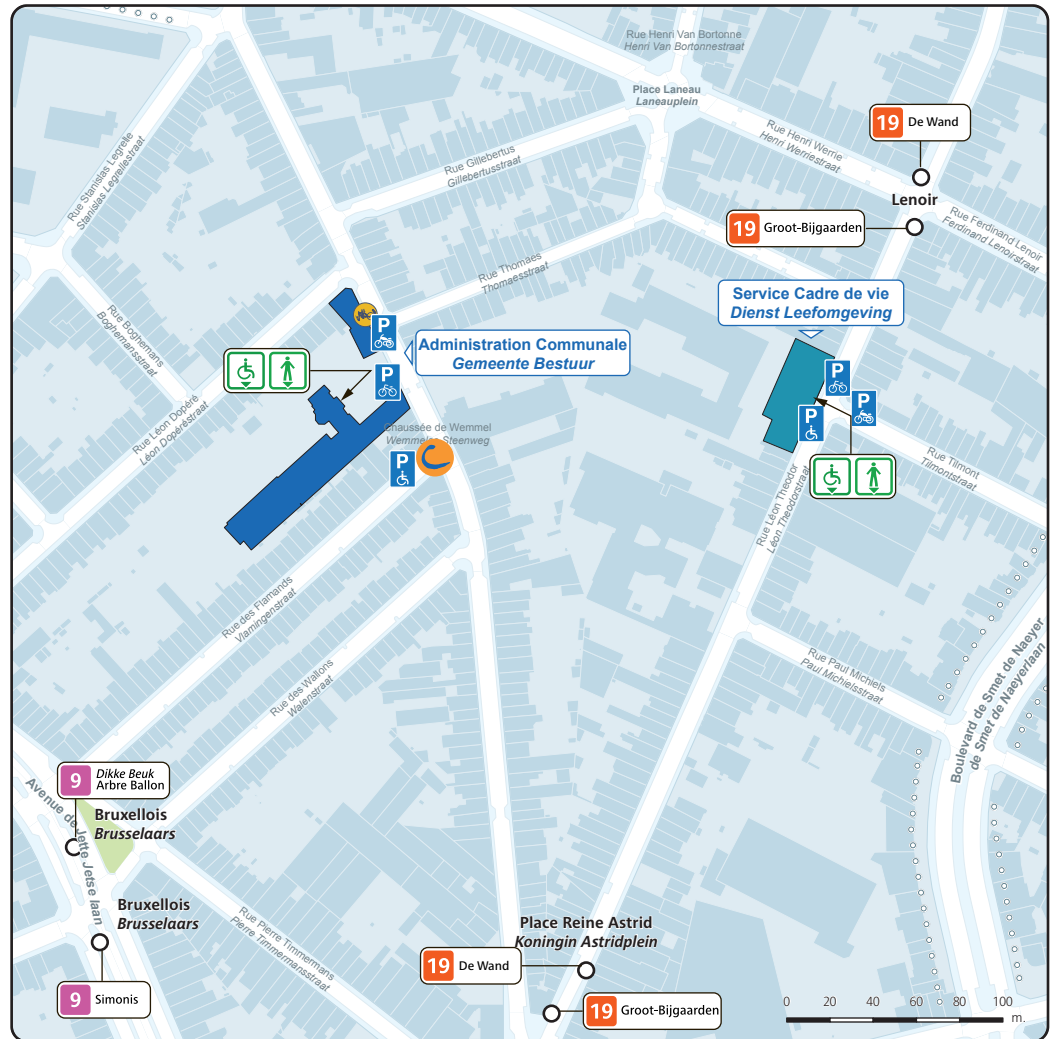 Rue Henri Van Bortonne
Henri Van Bortonnestraat
Place Laneau
Laneauplein
19 De Wand
Rue Henri Werrie
Henri Werriestraat
Rue Gillebertus
Gillebertusstraat
Rue Stanislas Legrelle
Stanislas Legrellestraat
Lenoir
19 Groot-Bijgaarden
Rue Ferdinand Lenoir
Ferdinand Lenoirstraat
Rue Thomaes
Thomaesstraat
Service Cadre de vie
Dienst Leefomgeving
Rue Boghemans
Boghemansstraat
P
Administration Communale
Gemeente Bestuur
P
P
P
P
Rue Léon Dopéré
Léon Dopéréstraat
Chaussée de Wemmel
Wemmelse Steenweg
P
Rue Tilmont
Tilmontstraat
Rue Léon Theodor
Léon Theodorstraat
Rue des Flamands
Vlamingenstraat
Rue des Wallons
Walenstraat
Rue Paul Michiels
Paul Michielsstraat
Boulevard de Smet de Naeyer
de Smet de Naeyerlaan
9 Dikke Beuk
Arbre Ballon
Avenue de Jette Jetse laan
Bruxellois
Brusselaars
Bruxellois
Brusselaars
Rue Pierre Timmermans
Pierre Timmermansstraat
Place Reine Astrid
Koningin Astridplein
19 De Wand
9 Simonis
19 Groot-Bijgaarden
0 20 40 60 80 100
m.